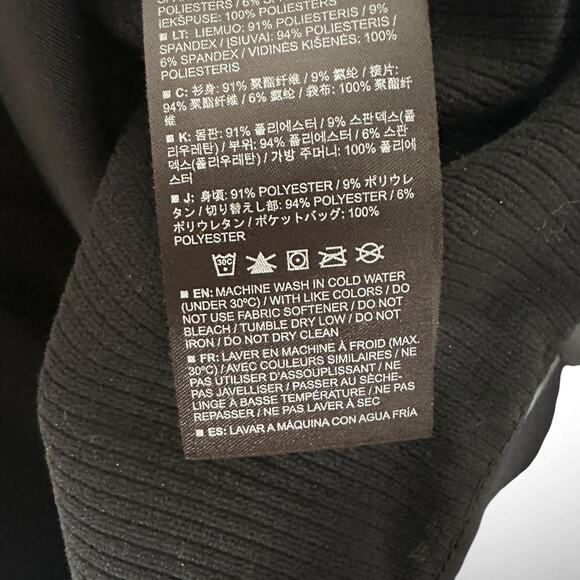 POLIESTERS / 6% SPANDEKSS
IEKŠPUSE: 100% POLIESTERS
■ LT: LIEMUO: 91% POLIESTERIS / 9%
SPANDEX / [SIUVAI: 94% POLIESTERIS /
6% SPANDEX / VIDINĖS KIŠENĖS: 100%
POLIESTERIS
■ C: 衫身: 91% 聚酯纤维 / 9% 氨纶 / 接片:
94% 聚酯纤维 / 6% 氨纶 / 袋布: 100% 聚酯纤
维
■ K: 몸판: 91% 폴리에스터 / 9% 스판덱스(폴
리우레탄) / 부위: 94% 폴리에스터 / 6% 스판
덱스(폴리우레탄) / 가방 주머니: 100% 폴리에
스터
■ J: 身頃: 91% POLYESTER / 9% ポリウレ
タン / 切り替えし部: 94% POLYESTER / 6%
ポリウレタン / ポケットバッグ: 100%
POLYESTER
30C
■ EN: MACHINE WASH IN COLD WATER
(UNDER 30ºC) / WITH LIKE COLORS / DO
NOT USE FABRIC SOFTENER / DO NOT
BLEACH / TUMBLE DRY LOW / DO NOT
IRON / DO NOT DRY CLEAN
■ FR: LAVER EN MACHINE À FROID (MAX.
30ºC) / AVEC COULEURS SIMILAIRES / NE
PAS UTILISER D'ASSOUPLISSANT / NE
PAS JAVELLISER / PASSER AU SÈCHE-
LINGE À BASSE TEMPÉRATURE / NE PAS
REPASSER / NE PAS LAVER À SEC
■ ES: LAVAR A MÁQUINA CON AGUA FRÍA